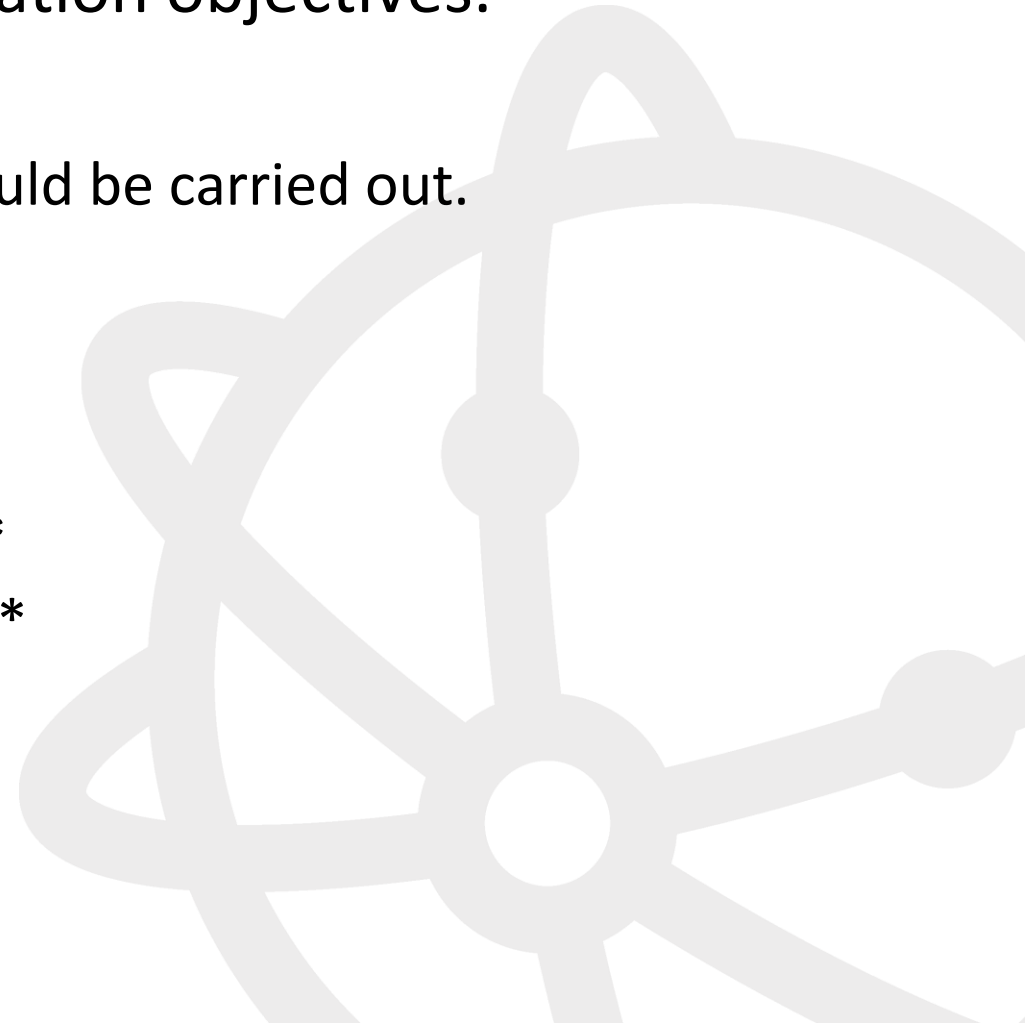 ation objectives.
uld be carried out.
*
*